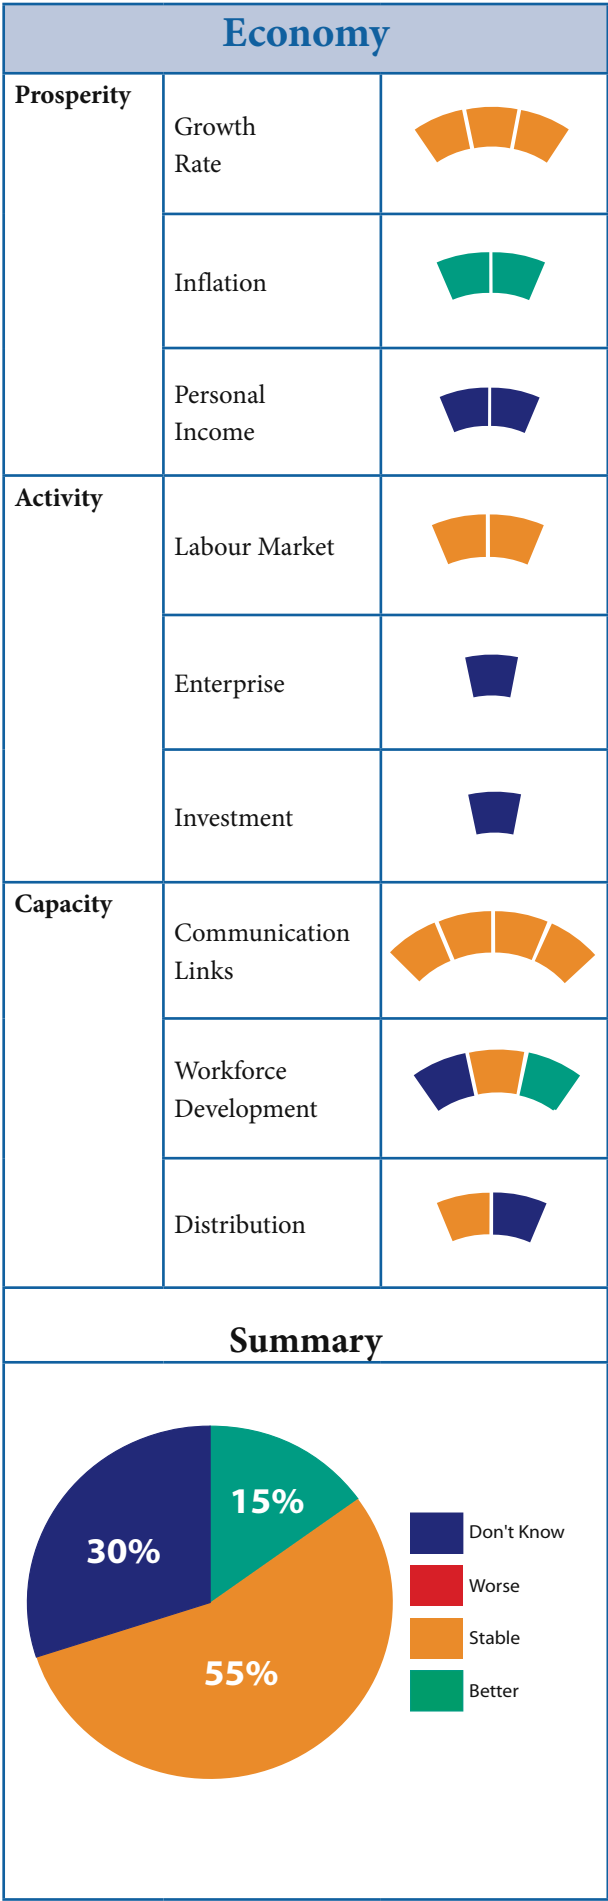 Economy
Prosperity
Growth
Rate
Inflation
Personal
Income
Activity
Labour Market
Enterprise
Investment
Capacity
Communication
Links
Workforce
Development
Distribution
Summary
15%
30%
55%
Don't Know
Worse
Stable
Better